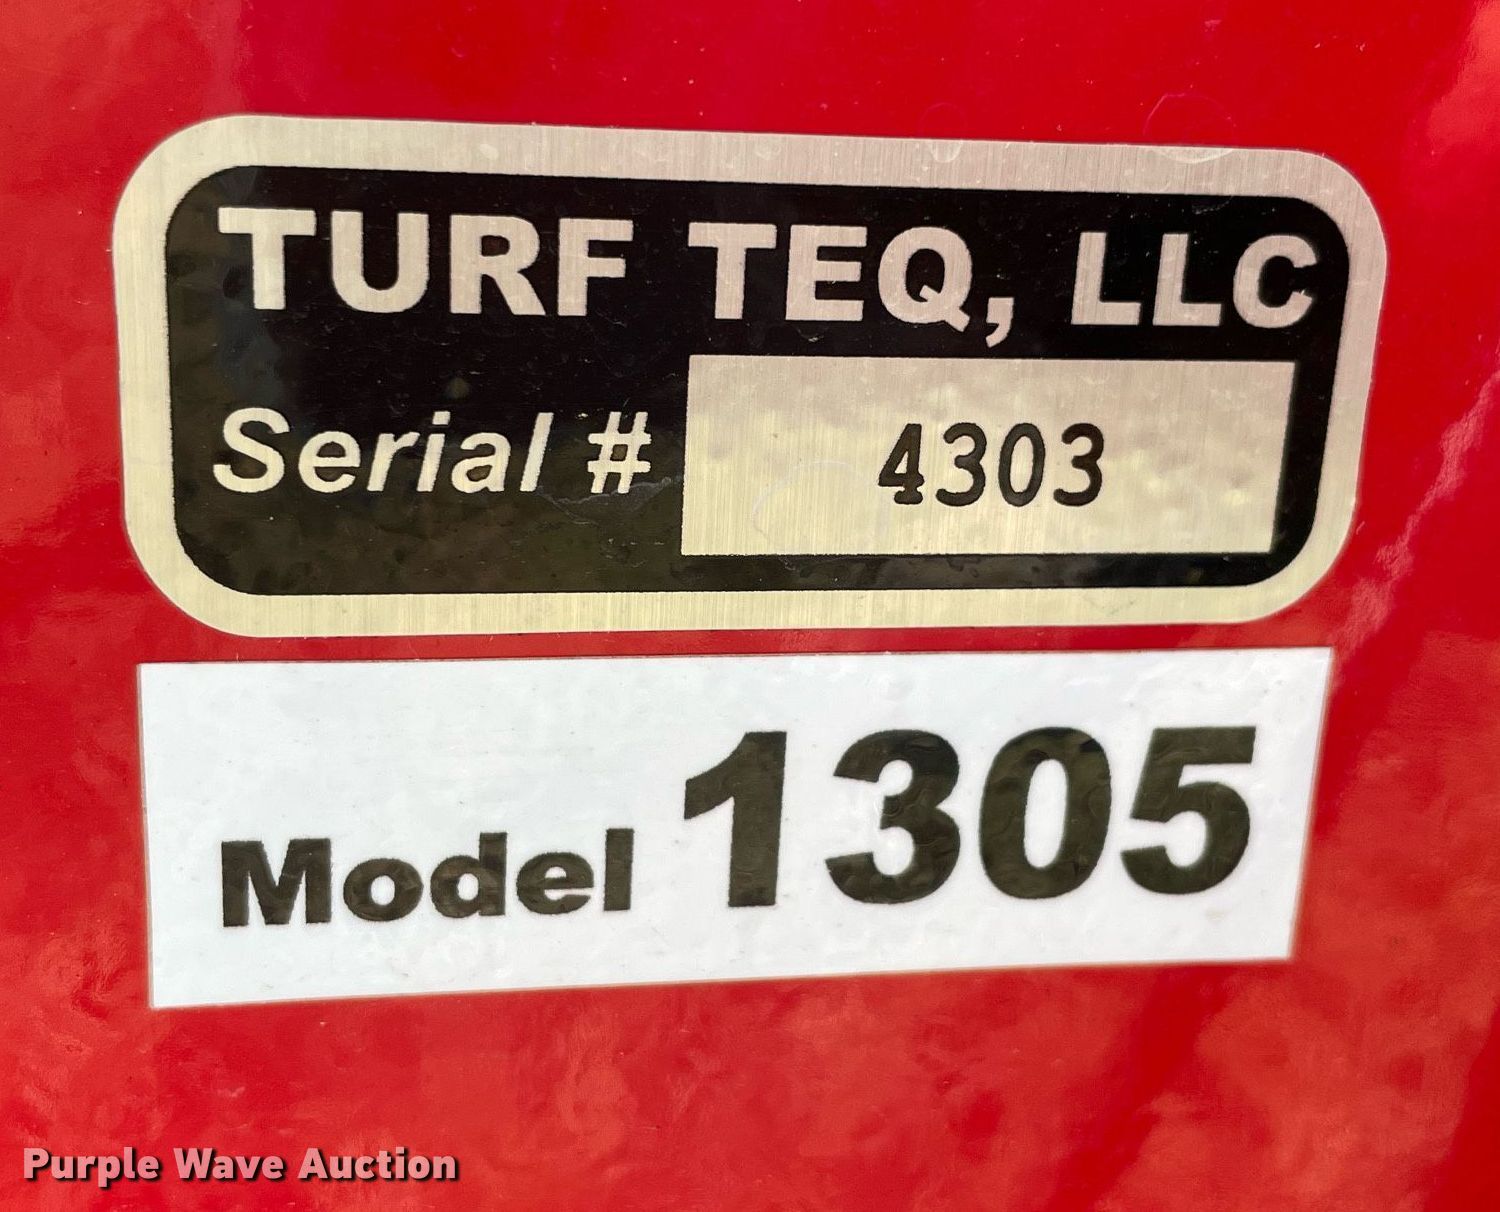 TURF TEQ, LLC
Serial # 4303
Model 1305
Purple Wave Auction